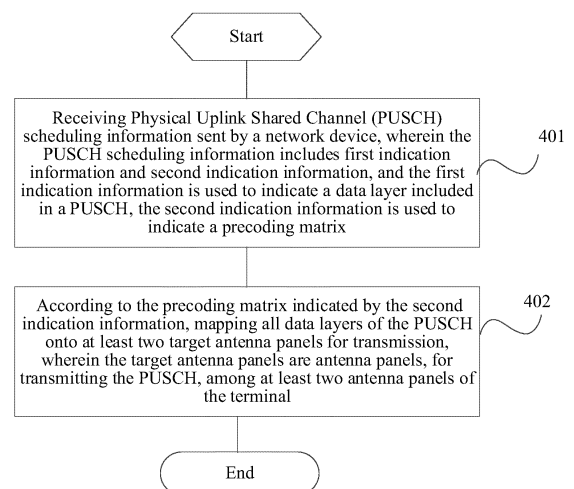 Start
Receiving Physical Uplink Shared Channel (PUSCH)
scheduling information sent by a network device, wherein the
PUSCH scheduling information includes first indication
information and second indication information, and the first
indication information is used to indicate a data layer included
in a PUSCH, the second indication information is used to
indicate a precoding matrix
401
According to the precoding matrix indicated by the second
indication information, mapping all data layers of the PUSCH
onto at least two target antenna panels for transmission,
wherein the target antenna panels are antenna panels, for
transmitting the PUSCH, among at least two antenna panels of
the terminal
402
End